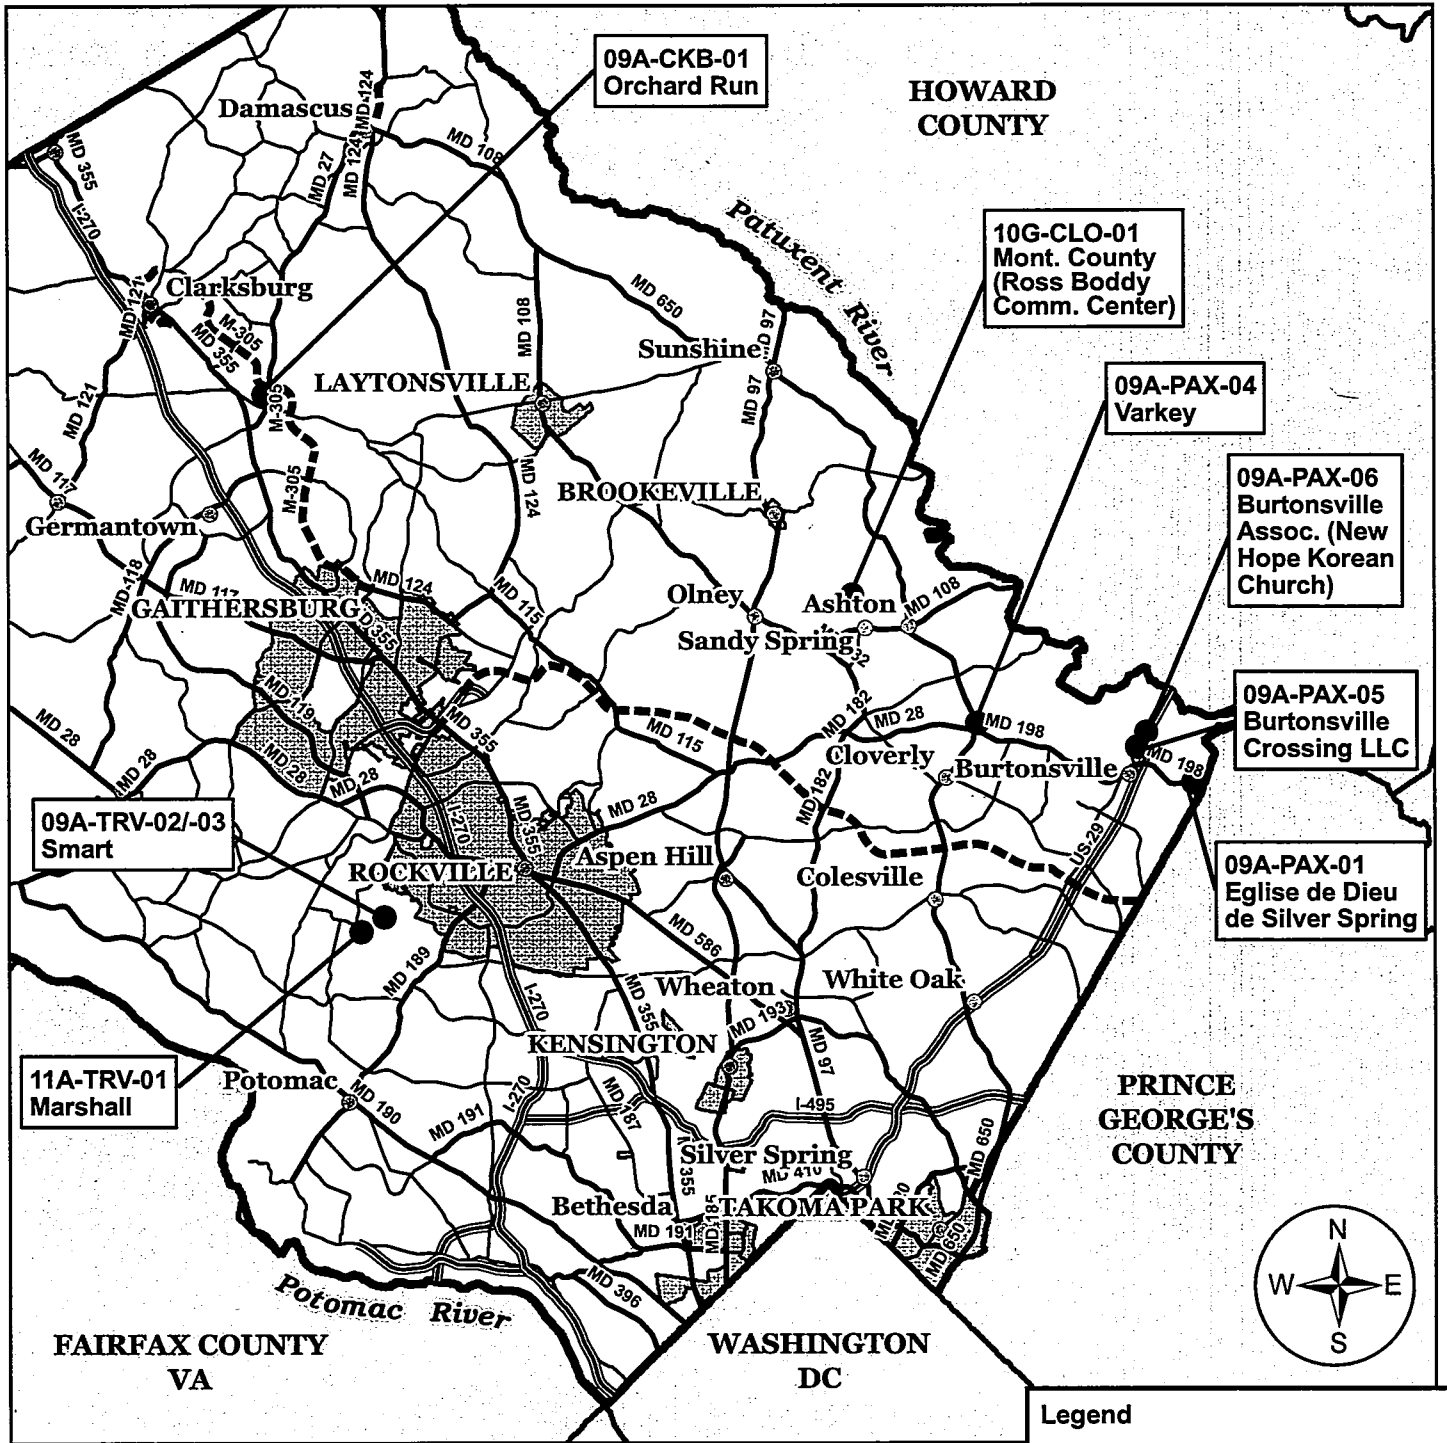 09A-CKB-01
Orchard Run
HOWARD
COUNTY
Damascus
MD 124
MD 108
MD 355
MD 27
MD 124
I-270
Patuxent River
10G-CLO-01
Mont. County
(Ross Boddy
Comm. Center)
Clarksburg
MD 121
MD 650
MD 108
M-305
MD 355
MD 97
Sunshine
LAYTONSVILLE
MD 97
09A-PAX-04
Varkey
MD 121
M-305
MD 117
M-305
MD 124
BROOKEVILLE
09A-PAX-06
Burtonsville
Assoc. (New
Hope Korean
Church)
Germantown
MD 118
MD 117
MD 124
MD 115
Olney
Ashton
MD 108
GAITHERSBURG
MD 355
Sandy Spring
MD 119
MD 28
MD 28
MD 28
MD 28
MD 355
MD 115
MD 182
MD 28
MD 198
09A-PAX-05
Burtonsville
Crossing LLC
Cloverly
Burtonsville
MD 198
09A-TRV-02/-03
Smart
I-270
MD 355
MD 28
MD 182
US-29
ROCKVILLE
Aspen Hill
Colesville
09A-PAX-01
Eglise de Dieu
de Silver Spring
MD 586
MD 189
I-270
MD 355
Wheaton
White Oak
MD 193
KENSINGTON
MD 97
11A-TRV-01
Marshall
Potomac
MD 190
MD 191
I-270
MD 187
I-495
PRINCE
GEORGE'S
COUNTY
MD 650
Silver Spring
MD 410
MD 355
Bethesda
MD 185
TAKOMA PARK
MD 191
MD 650
MD 396
Potomac River
FAIRFAX COUNTY
VA
WASHINGTON
DC
N
W
E
S
Legend